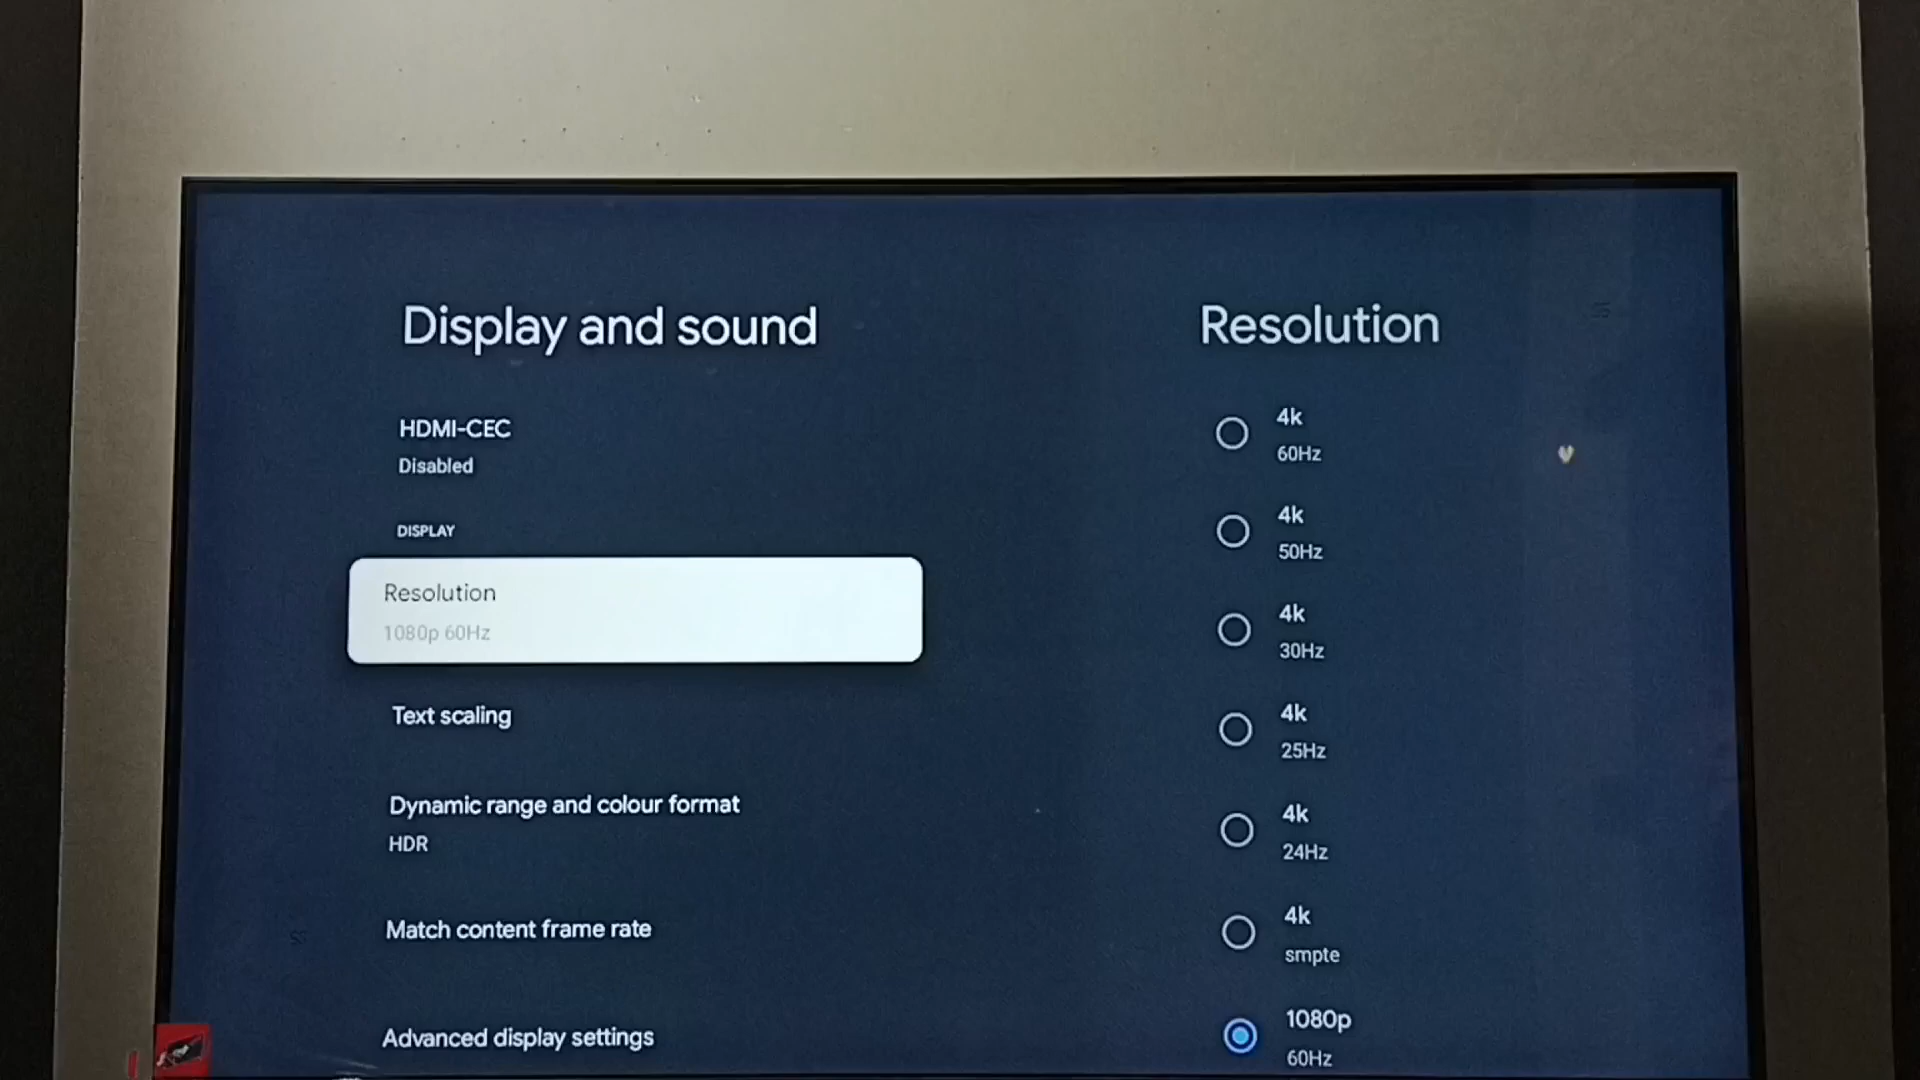 Display and sound
HDMI-CEC
Disabled
DISPLAY
Resolution
1080p 60Hz
Text scaling
Dynamic range and colour format
HDR
Match content frame rate
Advanced display settings
Resolution
4k
60Hz
4k
50Hz
4k
30Hz
4k
25Hz
4k
24Hz
4k
smpte
1080p
60Hz